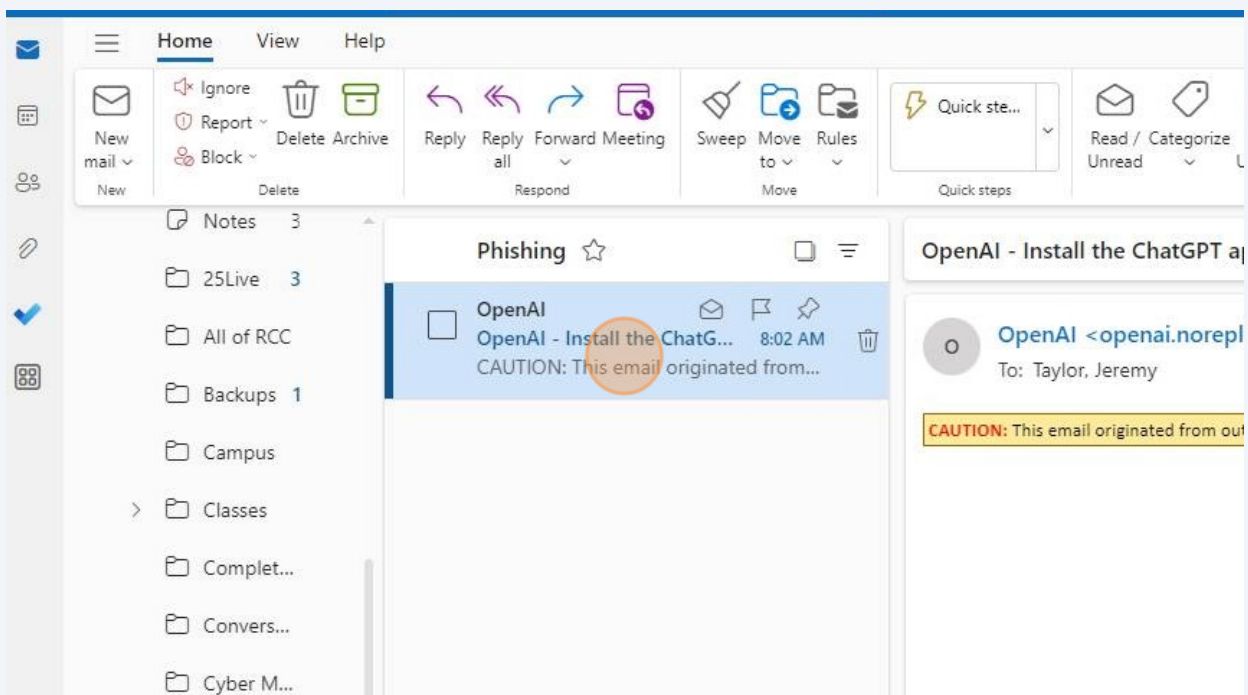 Home View Help
Ignore
Report
Block
New
mail
Delete Archive
Reply Reply
all
Forward Meeting
Sweep Move
to
Rules
Quick ste...
Read /
Unread
Categorize
New Delete Respond Move Quick steps
Notes 3
25Live 3
All of RCC
Backups 1
Campus
Classes
Complet...
Convers...
Cyber M...
Phishing
OpenAI
OpenAI - Install the ChatG... 8:02 AM
CAUTION: This email originated from...
OpenAI - Install the ChatGPT
O
OpenAI <openai.norepl
To: Taylor, Jeremy
CAUTION: This email originated from out